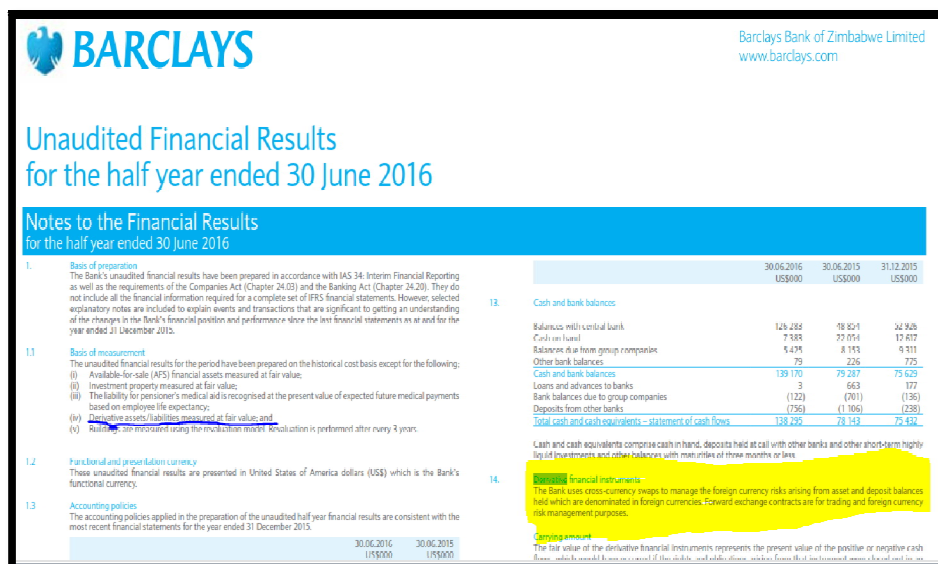 BARCLAYS
Barclays Bank of Zimbabwe Limited
www.barclays.com
Unaudited Financial Results
for the half year ended 30 June 2016
Notes to the Financial Results
for the half year ended 30 June 2016
1. Basis of preparation
The Bank's unaudited financial results have been prepared in accordance with IAS 34: Interim Financial Reporting
as well as the requirements of the Companies Act (Chapter 24.03) and the Banking Act (Chapter 24.20). They do
not include all the financial information required for a complete set of IFRS financial statements. However, selected
explanatory notes are included to explain events and transactions that are significant to getting an understanding
of the changes in the Bank's financial position and performance since the last financial statements as at and for the
year ended 31 December 2015.
1.1 Basis of measurement
The unaudited financial results for the period have been prepared on the historical cost basis except for the following;
(i) Available-for-sale (AFS) financial assets measured at fair value;
(ii) Investment property measured at fair value;
(iii) The liability for pensioner's medical aid is recognised at the present value of expected future medical payments
based on employee life expectancy;
(iv) Derivative assets/liabilities measured at fair value; and
(v) Buildings are measured using the revaluation model. Revaluation is performed after every 3 years.
1.2 Functional and presentation currency
These unaudited financial results are presented in United States of America dollars (US$) which is the Bank's
functional currency.
1.3 Accounting policies
The accounting policies applied in the preparation of the unaudited half year financial results are consistent with the
most recent financial statements for the year ended 31 December 2015.
30.06.2016 30.06.2015
US$000 US$000
30.06.2016 30.06.2015 31.12.2015
US$000 US$000 US$000
13. Cash and bank balances
Balances with central bank 126 283 48 854 52 926
Cash on hand 7 383 22 054 12 617
Balances due from group companies 5 425 8 153 9 311
Other bank balances 79 226 775
Cash and bank balances 139 170 79 287 75 629
Loans and advances to banks 3 663 177
Bank balances due to group companies (122) (701) (136)
Deposits from other banks (756) (1 106) (238)
Total cash and cash equivalents – statement of cash flows 138 295 78 143 75 432
Cash and cash equivalents comprise cash in hand, deposits held at call with other banks and other short-term highly
liquid investments and other balances with maturities of three months or less
14. Derivative financial instruments
The Bank uses cross-currency swaps to manage the foreign currency risks arising from asset and deposit balances
held which are denominated in foreign currencies. Forward exchange contracts are for trading and foreign currency
risk management purposes.
Carrying amount
The fair value of the derivative financial instruments represents the present value of the positive or negative cash